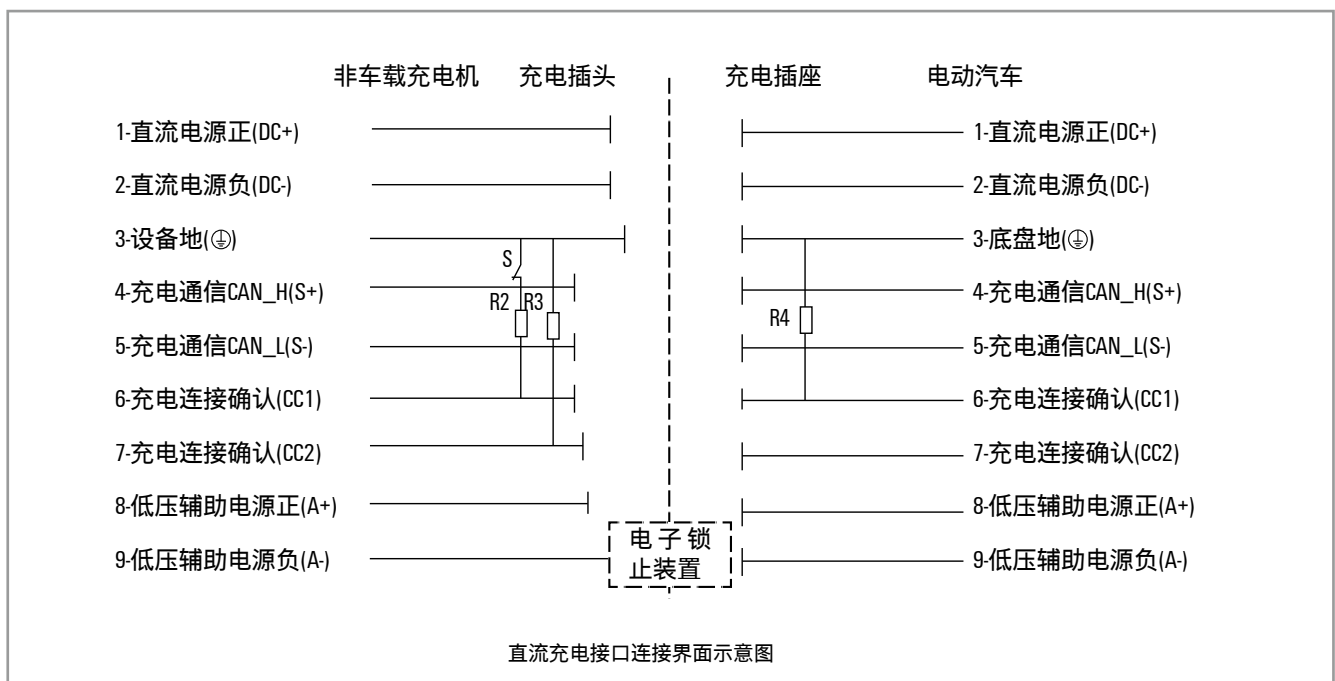 非车载充电机 充电插头 充电插座 电动汽车
1-直流电源正(DC+) 1-直流电源正(DC+)
2-直流电源负(DC-) 2-直流电源负(DC-)
3-设备地(⏚) 3-底盘地(⏚)
S
4-充电通信CAN_H(S+) 4-充电通信CAN_H(S+)
R2 R3 R4
5-充电通信CAN_L(S-) 5-充电通信CAN_L(S-)
6-充电连接确认(CC1) 6-充电连接确认(CC1)
7-充电连接确认(CC2) 7-充电连接确认(CC2)
8-低压辅助电源正(A+) 8-低压辅助电源正(A+)
电子锁
9-低压辅助电源负(A-) 9-低压辅助电源负(A-)
止装置
直流充电接口连接界面示意图